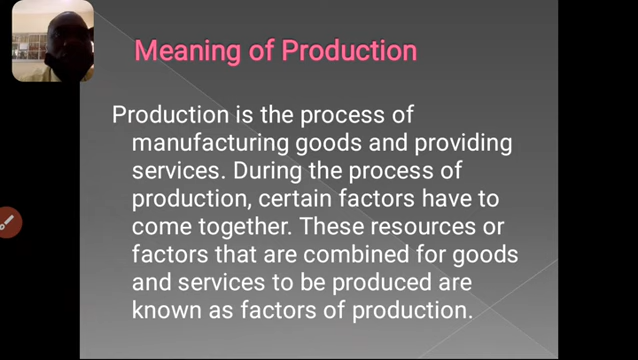 Meaning of Production
Production is the process of
manufacturing goods and providing
services. During the process of
production, certain factors have to
come together. These resources or
factors that are combined for goods
and services to be produced are
known as factors of production.